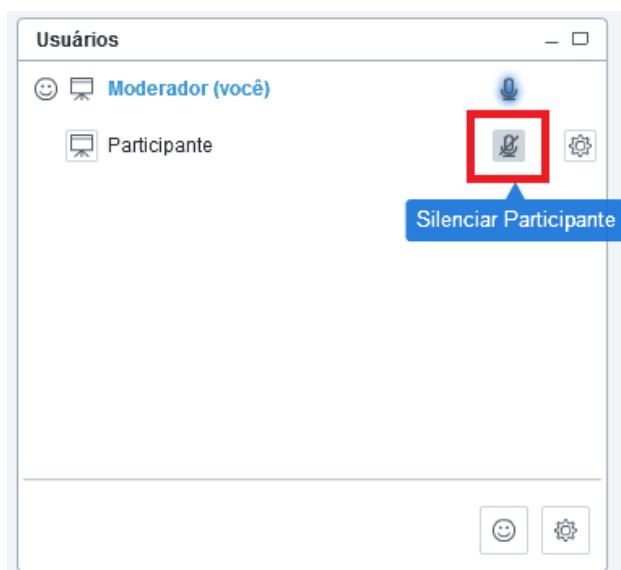 Usuários
Moderador (você)
Participante
Silenciar Participante